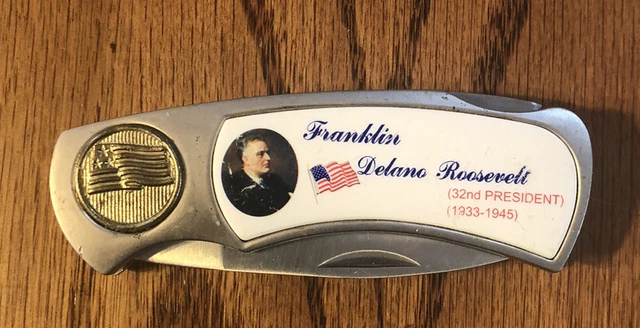 Franklin
Delano Roosevelt
(32nd PRESIDENT)
(1933-1945)